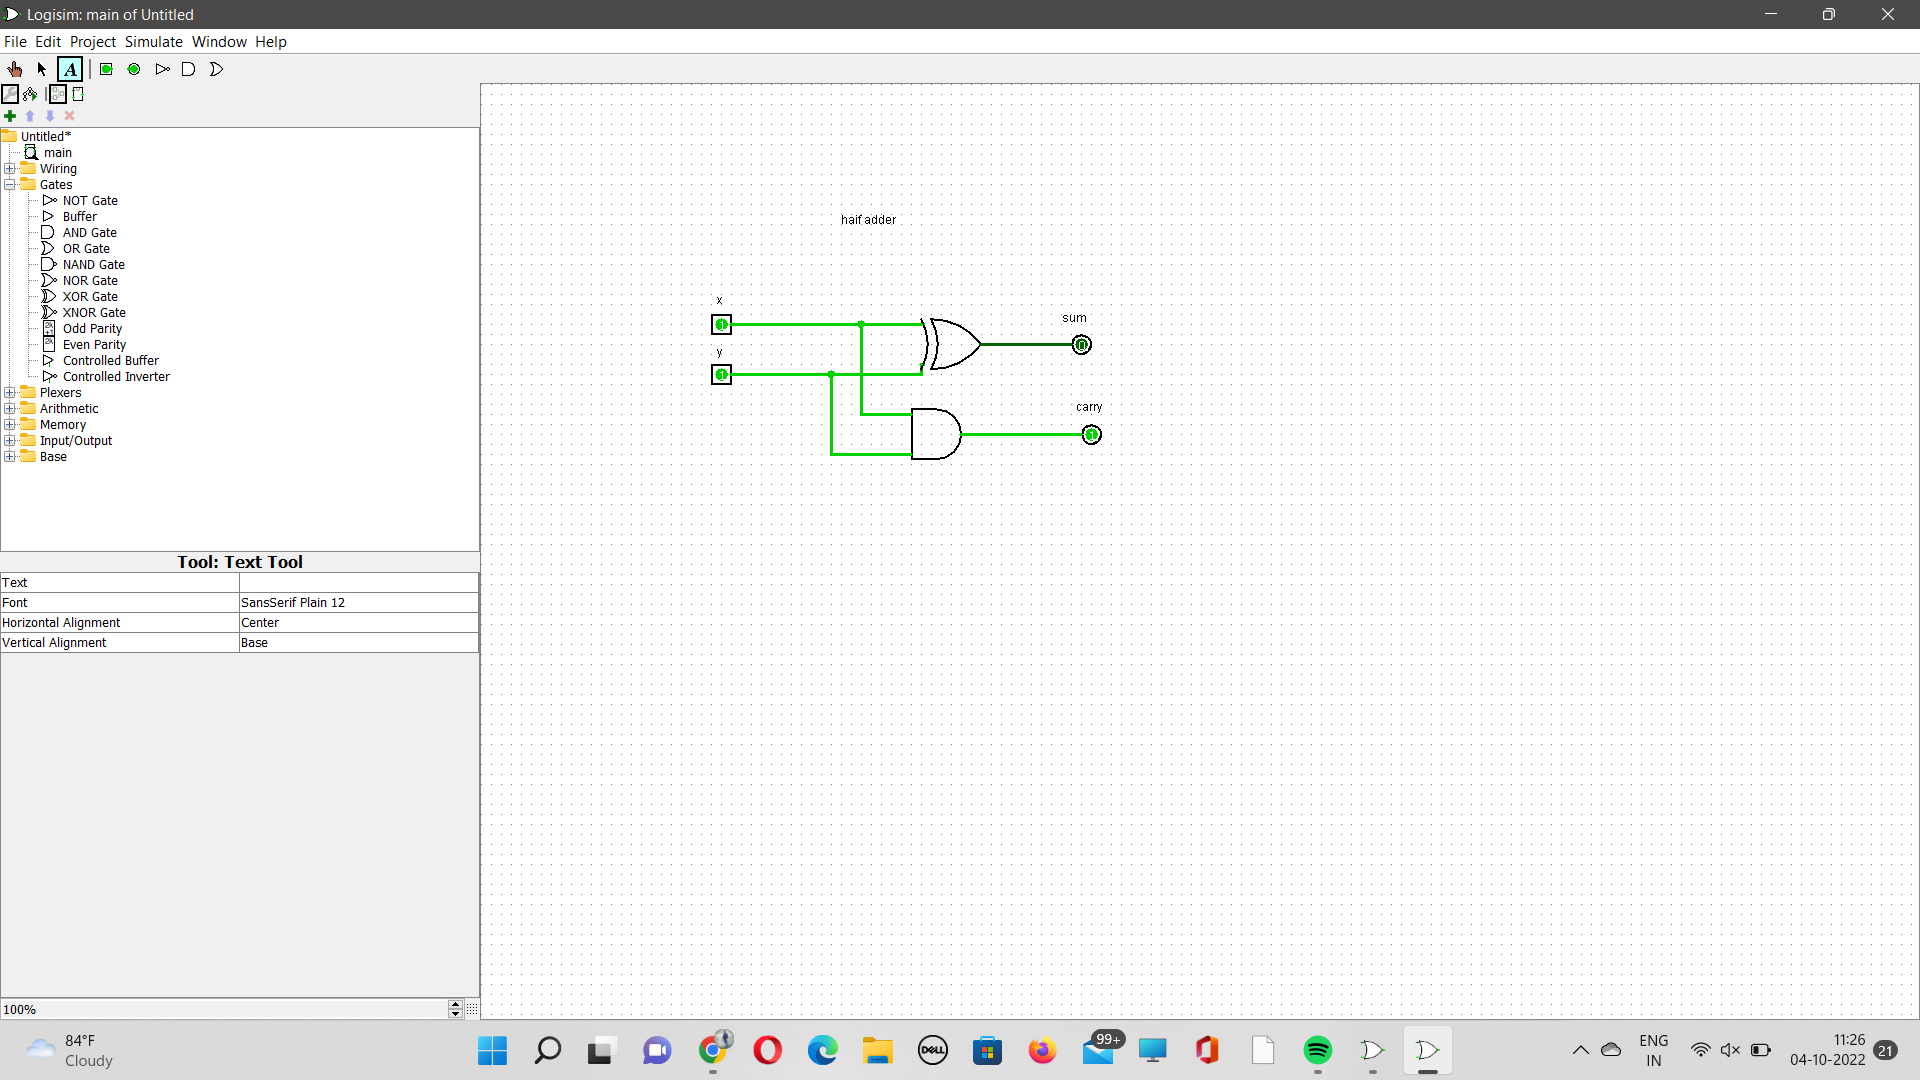 Logisim: main of Untitled
File Edit Project Simulate Window Help
A
Untitled*
main
Wiring
Gates
NOT Gate
Buffer
AND Gate
OR Gate
NAND Gate
NOR Gate
XOR Gate
XNOR Gate
Odd Parity
Even Parity
Controlled Buffer
Controlled Inverter
Plexers
Arithmetic
Memory
Input/Output
Base
Tool: Text Tool
Text
Font SansSerif Plain 12
Horizontal Alignment Center
Vertical Alignment Base
100%
haif adder
x
1
y
1
sum
0
carry
1
84°F
Cloudy
DELL
99+
ENG
IN
11:26
04-10-2022
21